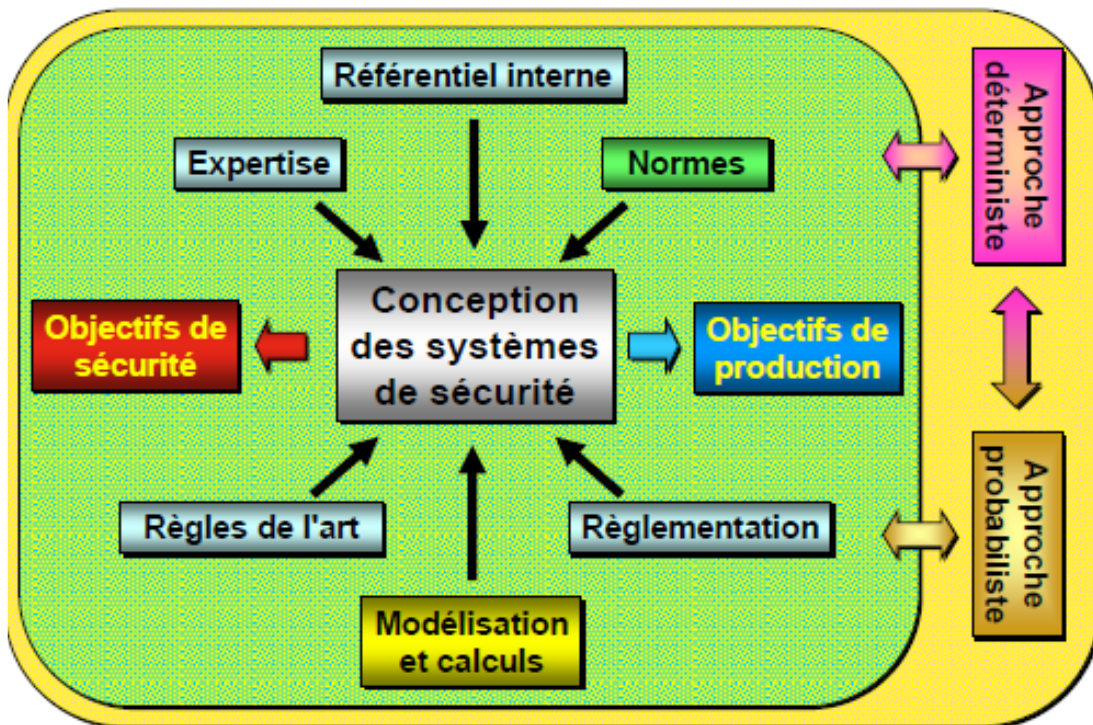 Référentiel interne
Expertise
Normes
Conception
des systèmes
de sécurité
Objectifs de
sécurité
Objectifs de
production
Règles de l'art
Règlementation
Modélisation
et calculs
Approche
déterministe
Approche
probabiliste